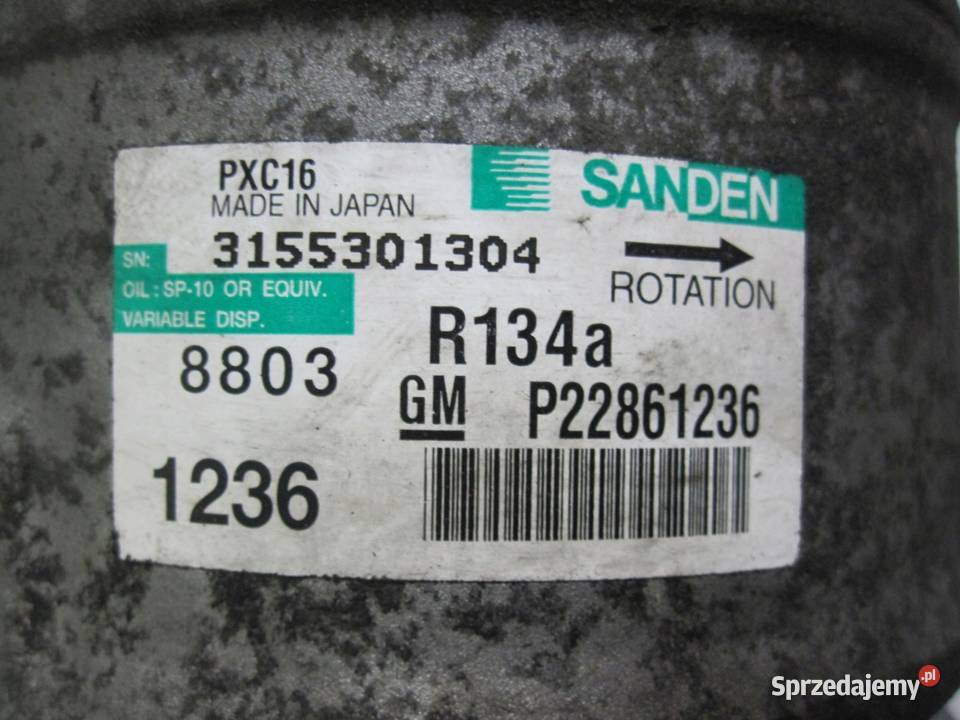 PXC16
MADE IN JAPAN
SANDEN
SN: 3155301304
ROTATION
OIL: SP-10 OR EQUIV.
VARIABLE DISP.
R134a
8803
GM P22861236
1236
Sprzedajemy.pl